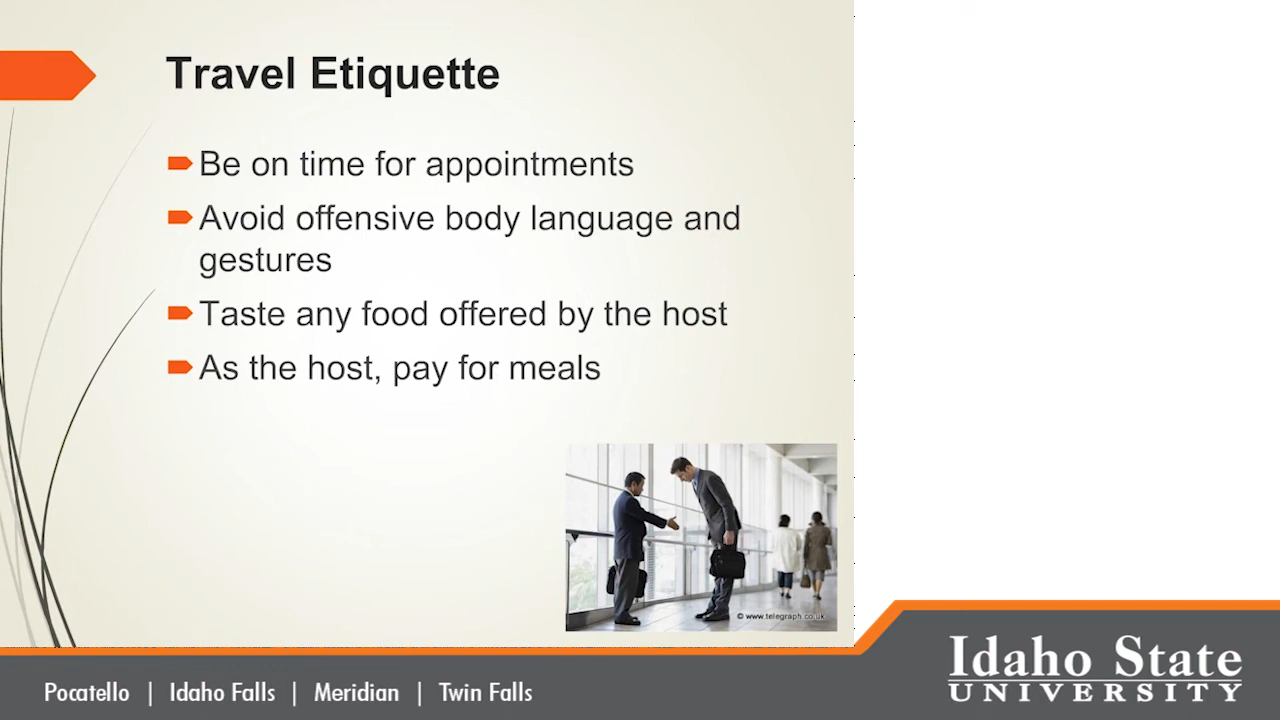 Travel Etiquette
Be on time for appointments
Avoid offensive body language and
gestures
Taste any food offered by the host
As the host, pay for meals
© www.telegraph.co.uk
Pocatello | Idaho Falls | Meridian | Twin Falls
Idaho State
UNIVERSITY